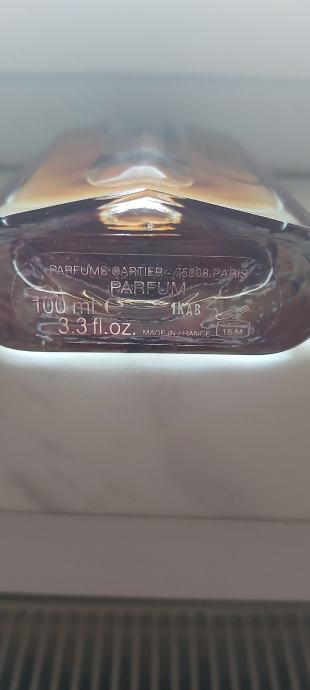 PARFUMS CARTIER - 75008 PARIS
PARFUM
100 ml ℮ 1KAB
3.3 fl.oz. MADE IN FRANCE 18 M